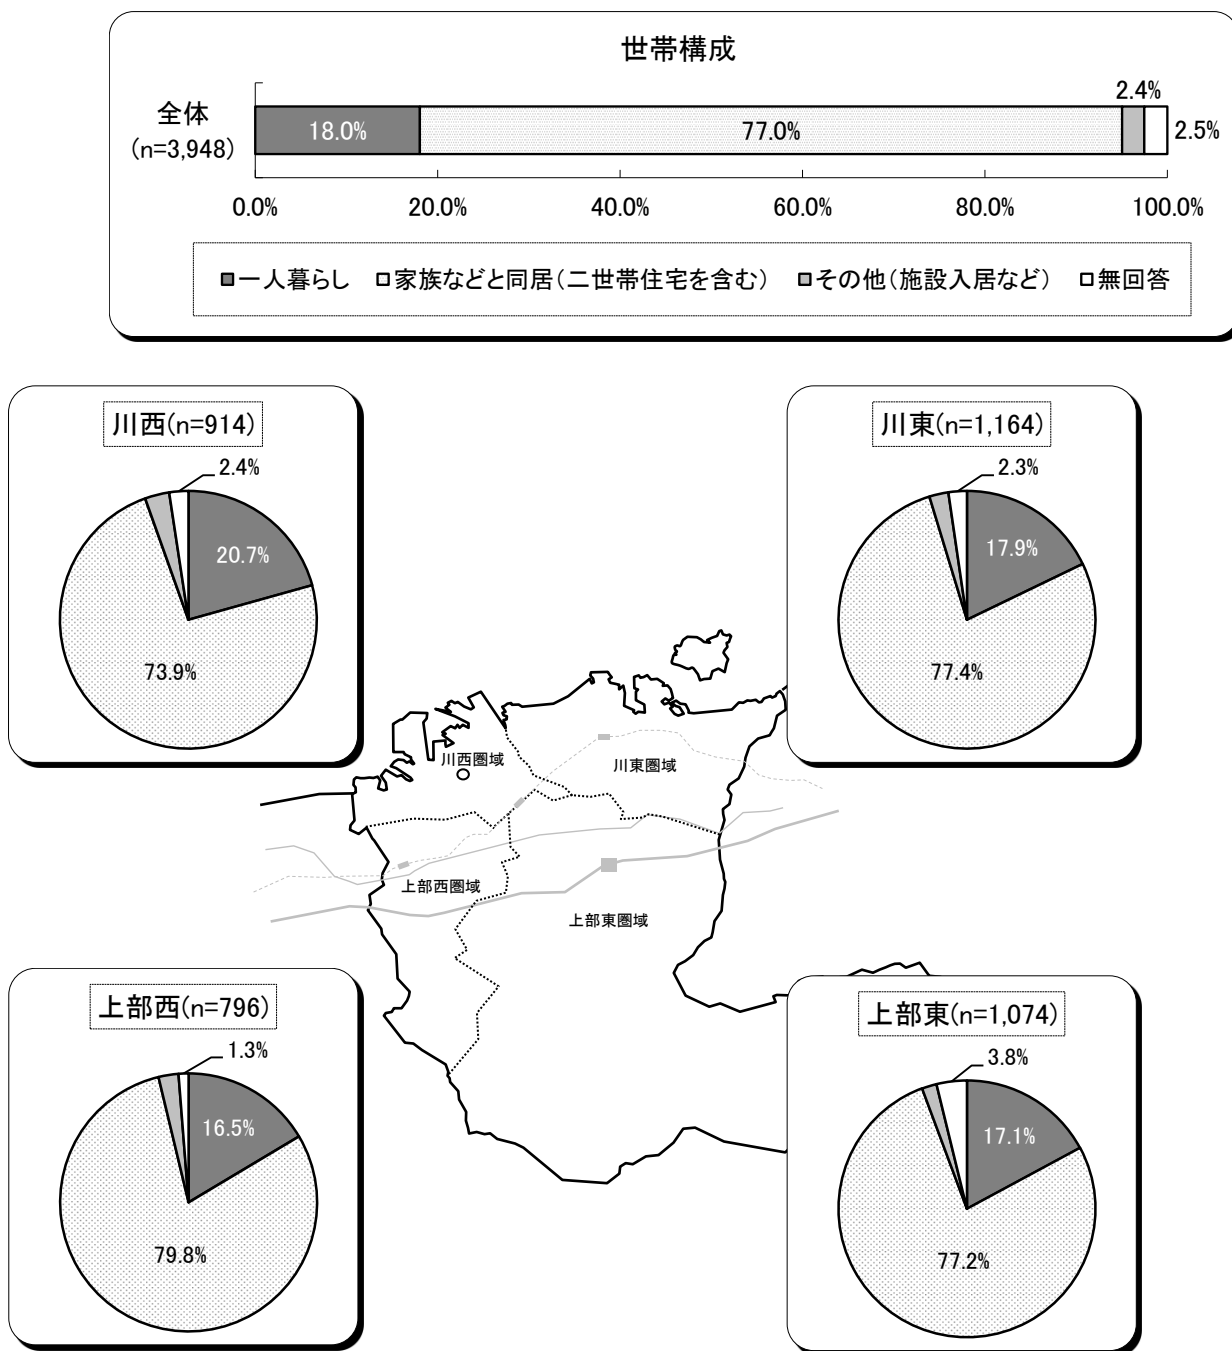 世帯構成
全体
(n=3,948)
18.0%
77.0%
2.4%
2.5%
0.0%
20.0%
40.0%
60.0%
80.0%
100.0%
■一人暮らし □家族などと同居(二世帯住宅を含む) ■その他(施設入居など) □無回答
川西(n=914)
2.4%
20.7%
73.9%
川東(n=1,164)
2.3%
17.9%
77.4%
川西圏域
川東圏域
上部西圏域
上部東圏域
上部西(n=796)
1.3%
16.5%
79.8%
上部東(n=1,074)
3.8%
17.1%
77.2%